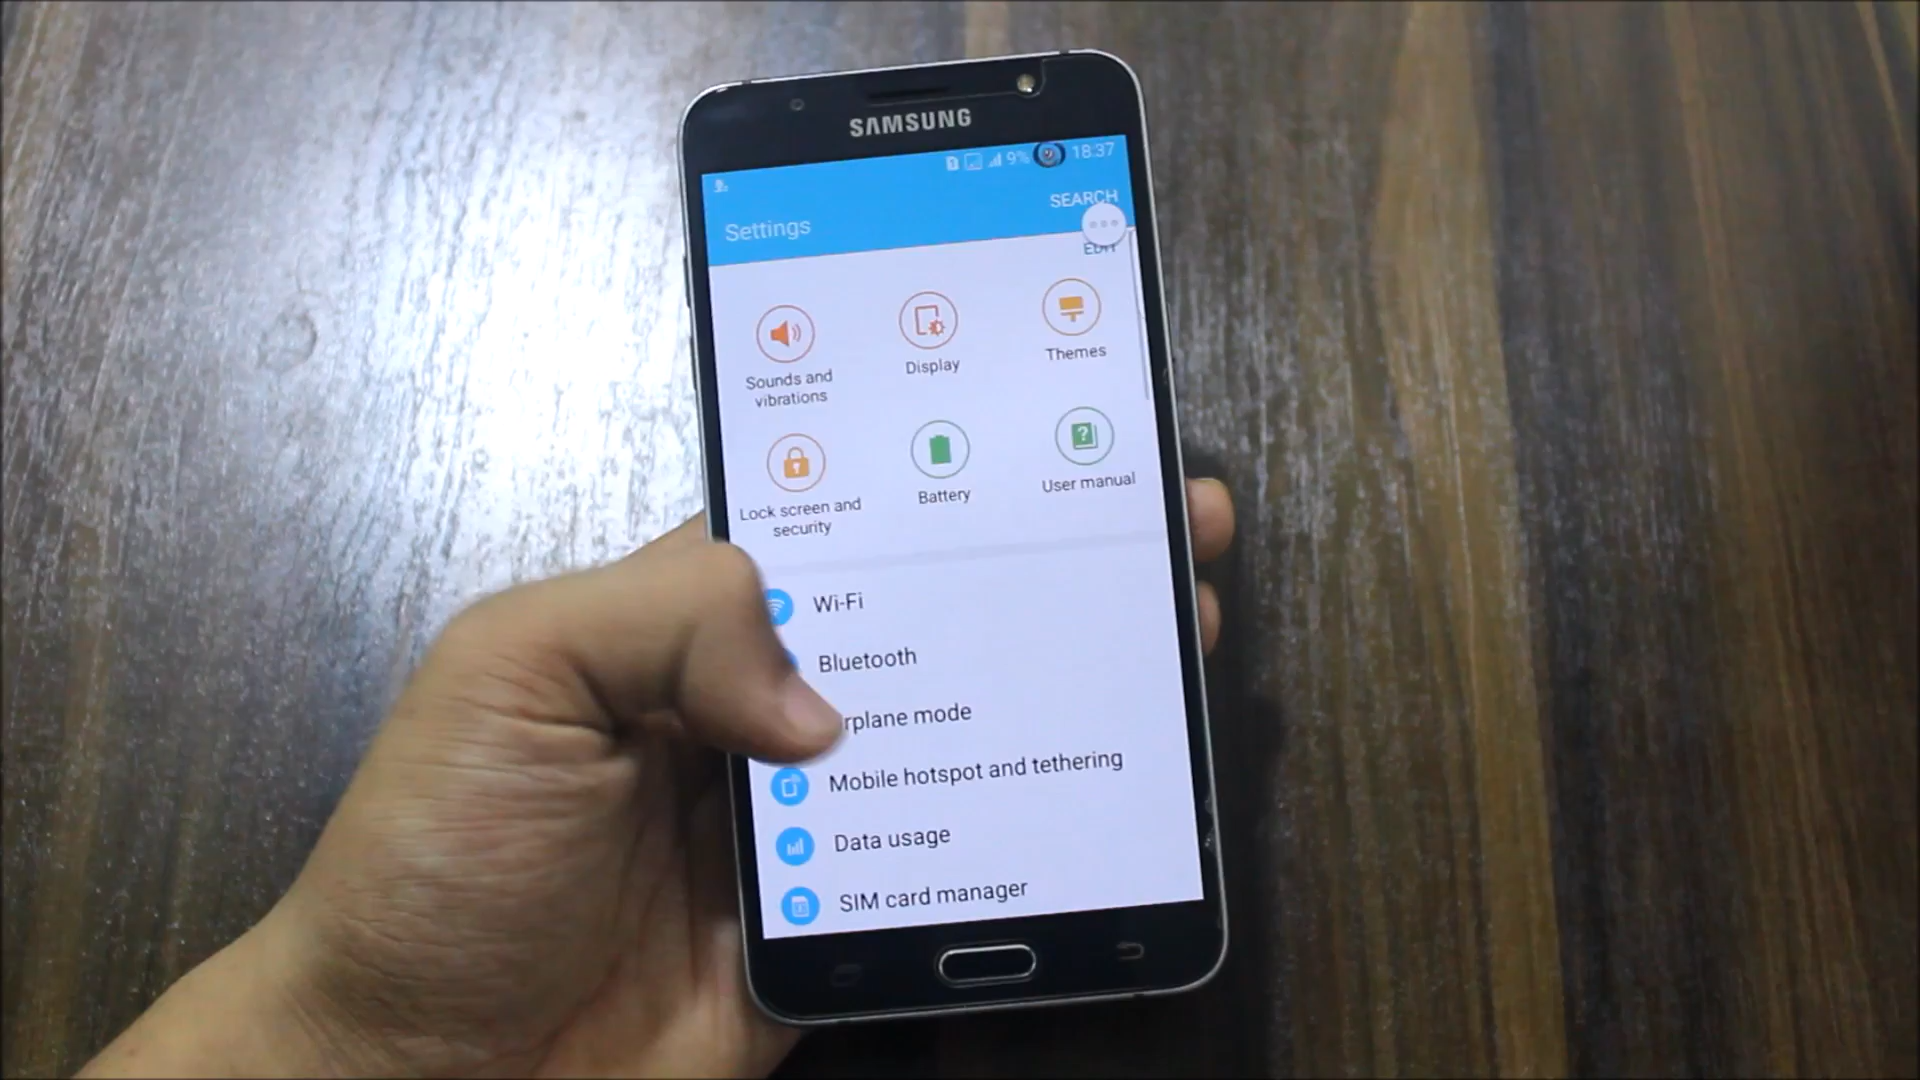 SAMSUNG
9% 18:37
SEARCH
Settings
EDIT
Sounds and
vibrations
Display
Themes
Lock screen and
security
Battery
User manual
Wi-Fi
Bluetooth
rplane mode
Mobile hotspot and tethering
Data usage
SIM card manager